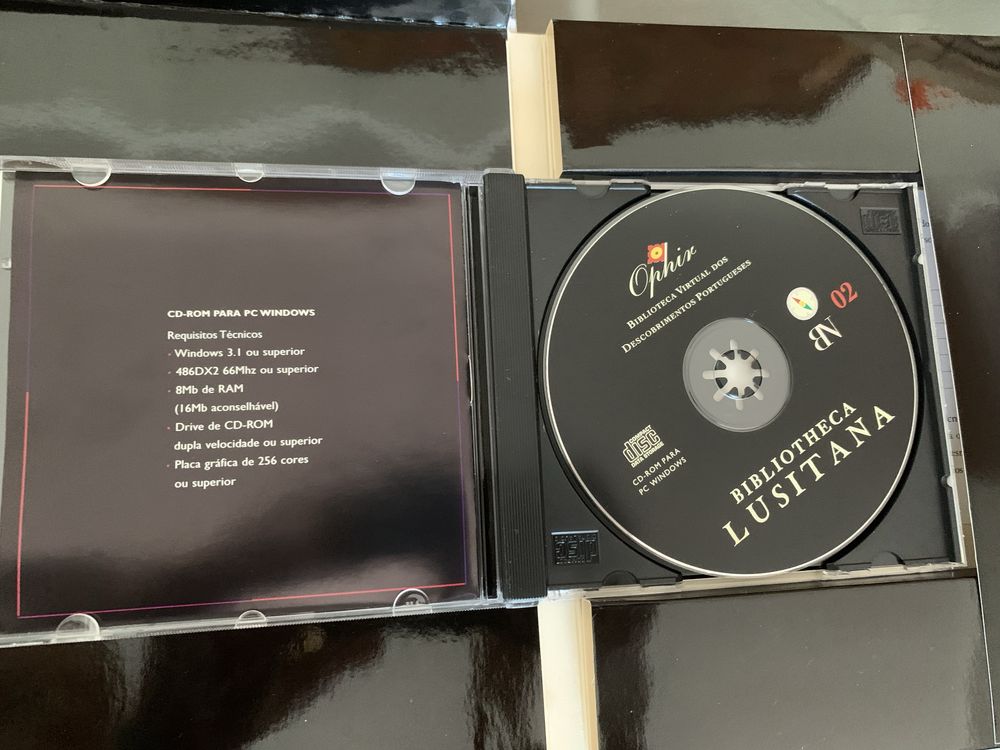 CD-ROM PARA PC WINDOWS
Requisitos Técnicos
· Windows 3.1 ou superior
· 486DX2 66Mhz ou superior
· 8Mb de RAM
(16Mb aconselhável)
· Drive de CD-ROM
dupla velocidade ou superior
· Placa gráfica de 256 cores
ou superior
Ophir
BIBLIOTECA VIRTUAL DOS
DESCOBRIMENTOS PORTUGUESES
02
BN
COMPACT
disc
DATA STORAGE
CD-ROM PARA
PC WINDOWS
BIBLIOTHECA
LUSITANA
disc